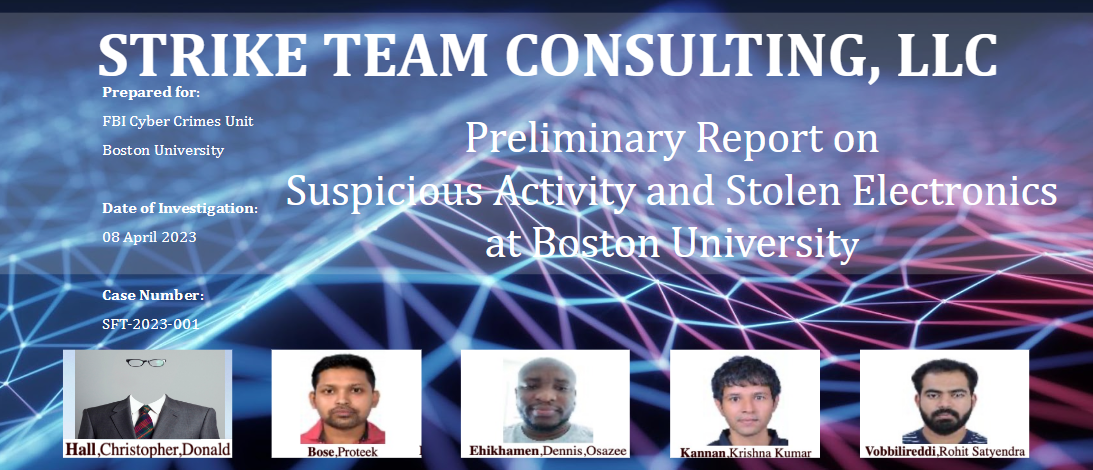 STRIKE TEAM CONSULTING, LLC
Prepared for:
FBI Cyber Crimes Unit
Boston University
Date of Investigation:
08 April 2023
Case Number:
SFT-2023-001
Preliminary Report on
Suspicious Activity and Stolen Electronics
at Boston University
Hall,Christopher,Donald
Bose,Proteek
Ehikhamen,Dennis,Osazee
Kannan,Krishna Kumar
Vobbilireddi,Rohit Satyendra